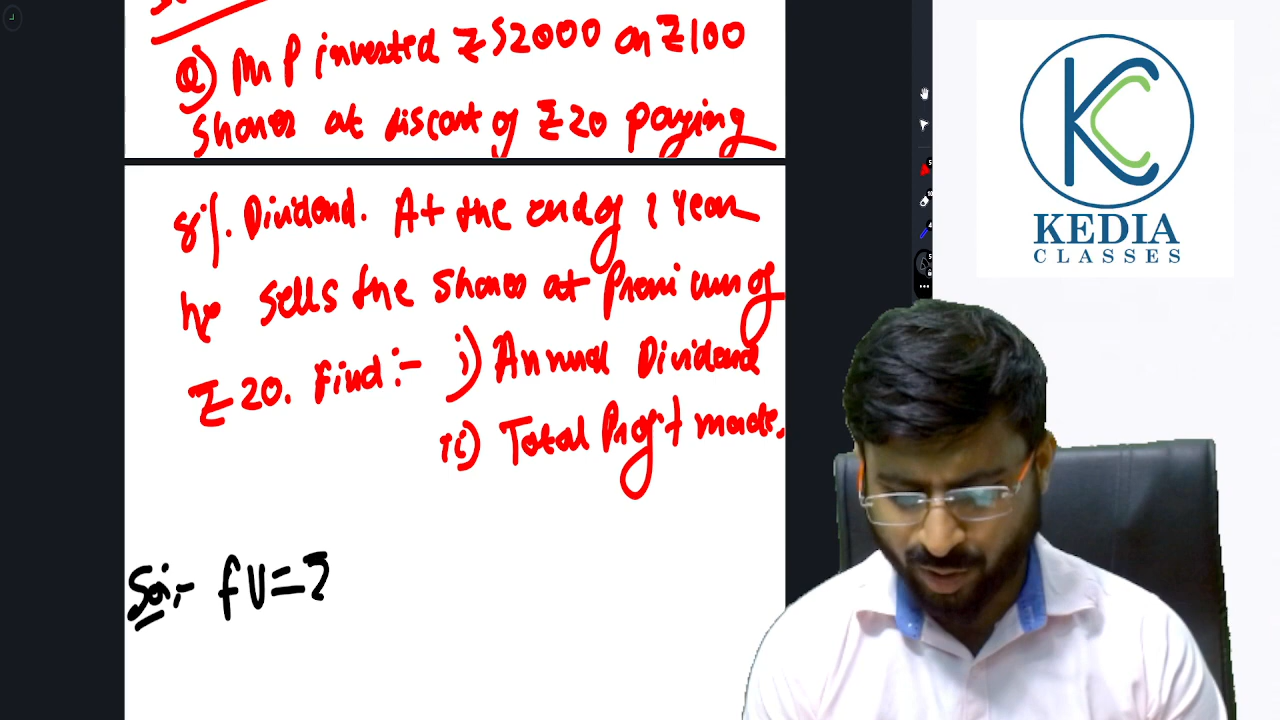 Q) Mr P invested ₹52000 on ₹100
shares at discount of ₹20 paying
8%. Dividend. At the end of 1 Year
he sells the shares at Premium of
₹20. Find :- i) Annual Dividend
ii) Total Profit made.
Sol:- FV = ₹
KC
KEDIA
CLASSES